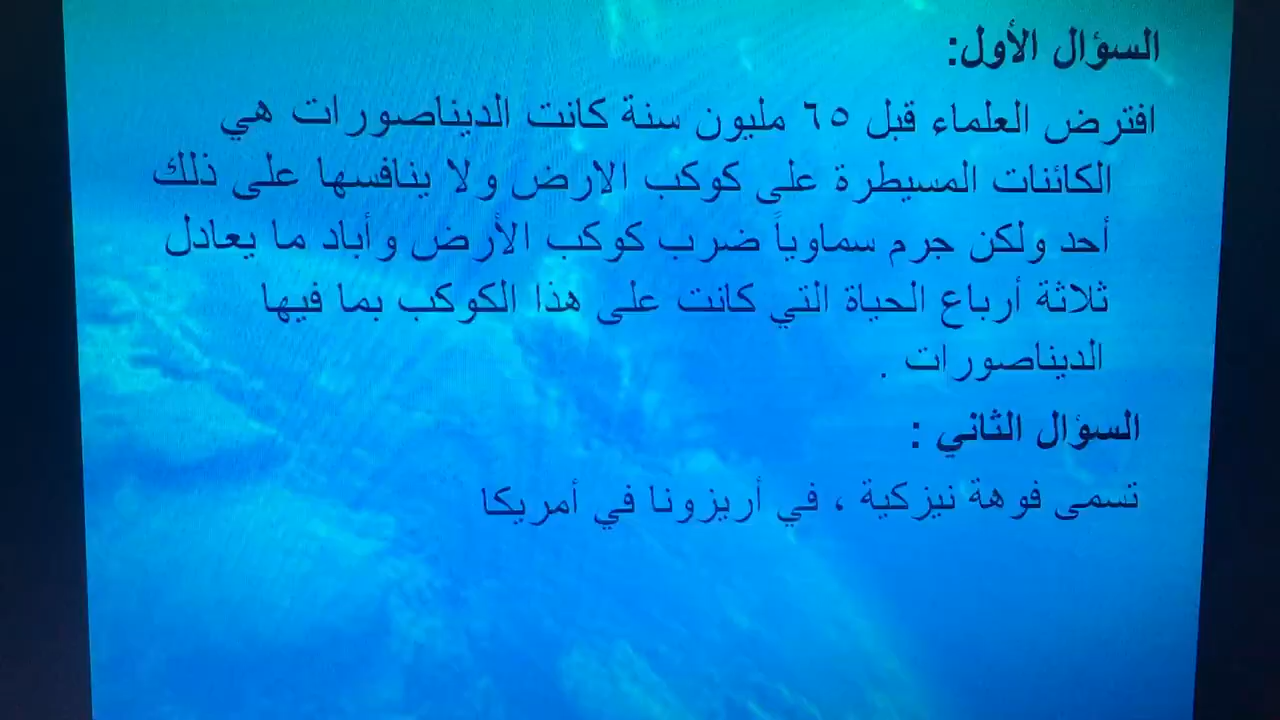 السؤال الأول:
افترض العلماء قبل ٦٥ مليون سنة كانت الديناصورات هي
الكائنات المسيطرة على كوكب الارض ولا ينافسها على ذلك
أحد ولكن جرم سماوياً ضرب كوكب الأرض وأباد ما يعادل
ثلاثة أرباع الحياة التي كانت على هذا الكوكب بما فيها
الديناصورات .
السؤال الثاني :
تسمى فوهة نيزكية ، في أريزونا في أمريكا